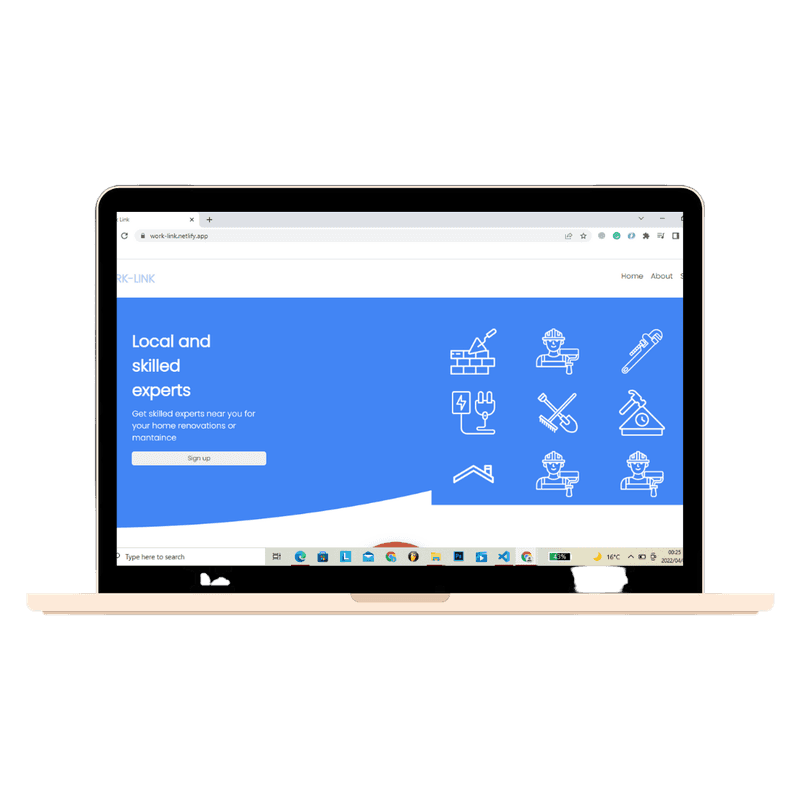 Link
work-link.netlify.app
RK-LINK
Home About S
Local and
skilled
experts
Get skilled experts near you for
your home renovations or
mantaince
Sign up
Type here to search
43%
16°C
00:25
2022/04/